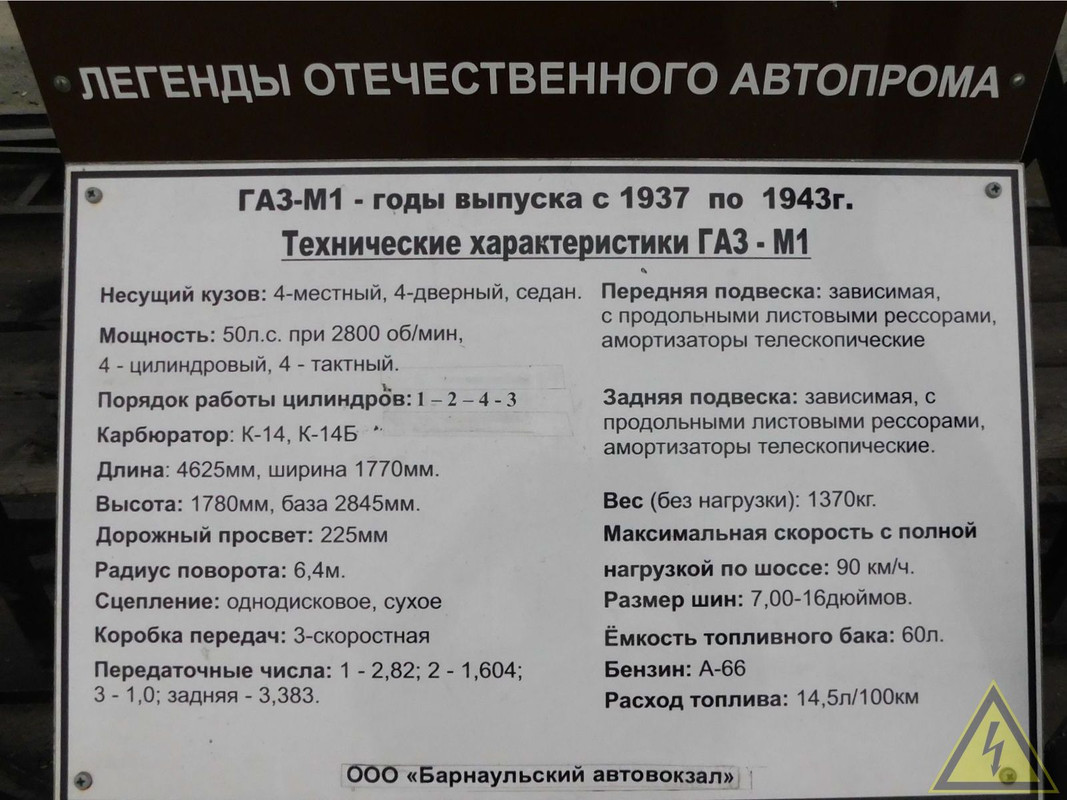 ЛЕГЕНДЫ ОТЕЧЕСТВЕННОГО АВТОПРОМА
ГАЗ-М1 - годы выпуска с 1937 по 1943г.
Технические характеристики ГАЗ - М1
Несущий кузов: 4-местный, 4-дверный, седан.
Мощность: 50л.с. при 2800 об/мин,
4 - цилиндровый, 4 - тактный.
Порядок работы цилиндров: 1 – 2 – 4 - 3
Карбюратор: К-14, К-14Б
Длина: 4625мм, ширина 1770мм.
Высота: 1780мм, база 2845мм.
Дорожный просвет: 225мм
Радиус поворота: 6,4м.
Сцепление: однодисковое, сухое
Коробка передач: 3-скоростная
Передаточные числа: 1 - 2,82; 2 - 1,604;
3 - 1,0; задняя - 3,383.
Передняя подвеска: зависимая,
с продольными листовыми рессорами,
амортизаторы телескопические
Задняя подвеска: зависимая, с
продольными листовыми рессорами,
амортизаторы телескопические.
Вес (без нагрузки): 1370кг.
Максимальная скорость с полной
нагрузкой по шоссе: 90 км/ч.
Размер шин: 7,00-16дюймов.
Ёмкость топливного бака: 60л.
Бензин: А-66
Расход топлива: 14,5л/100км
ООО «Барнаульский автовокзал»